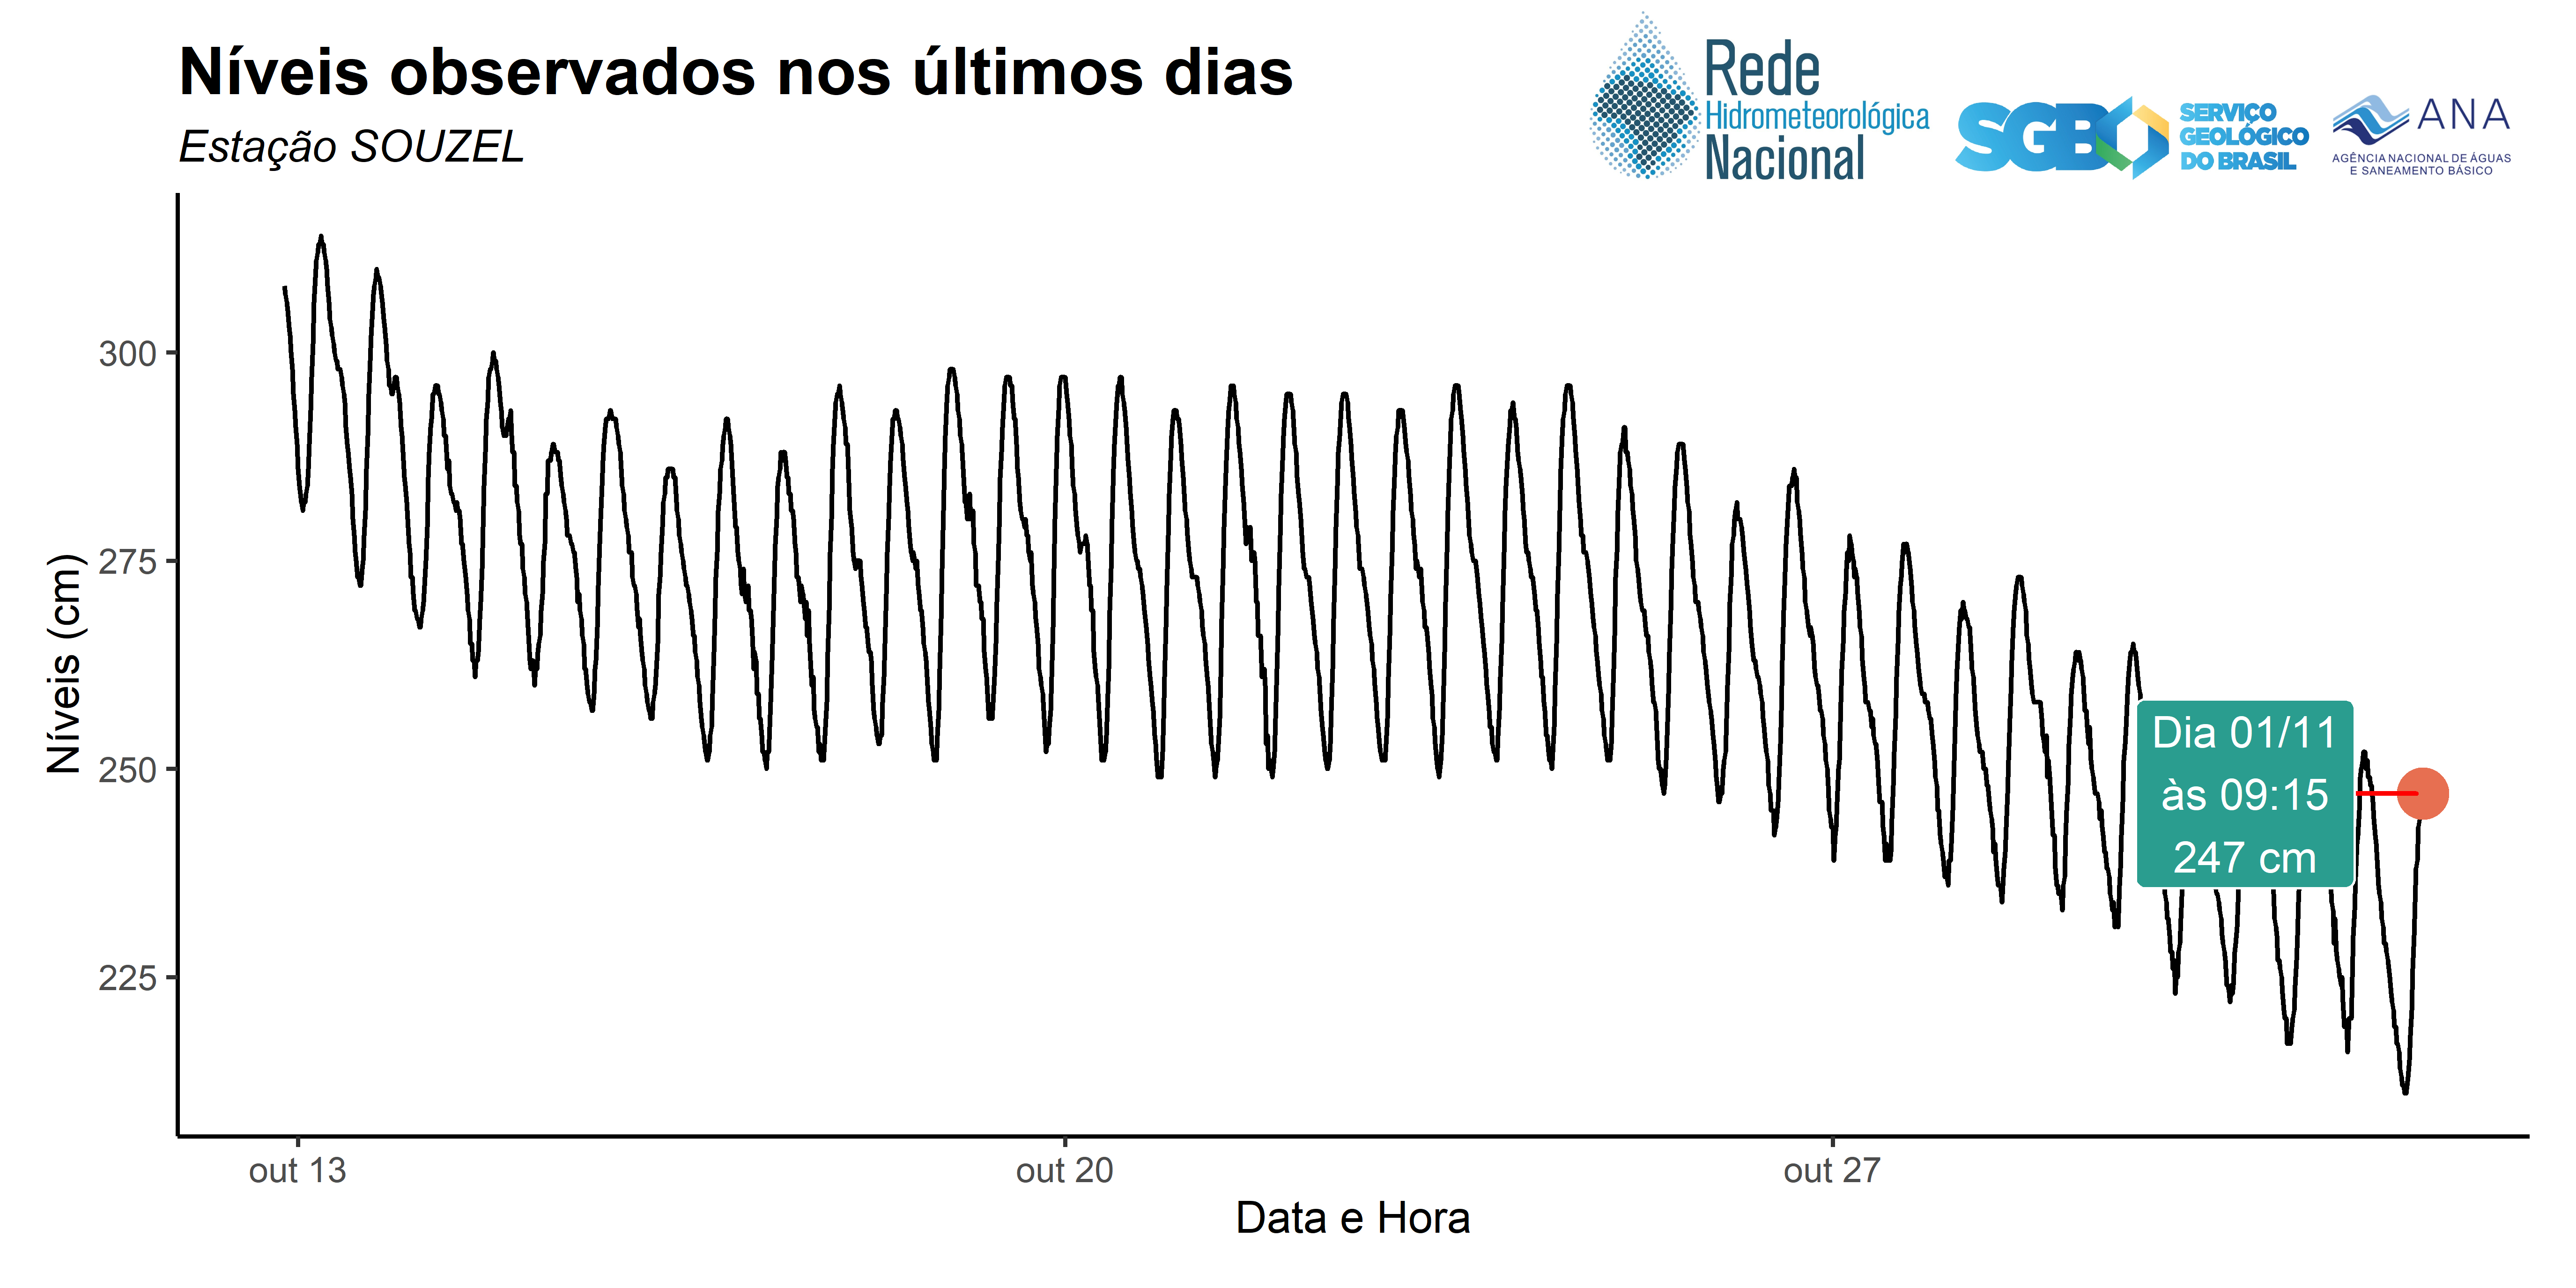 Níveis observados nos últimos dias
Estação SOUZEL
Rede
Hidrometeorológica
Nacional
SGB
SERVIÇO
GEOLÓGICO
DO BRASIL
ANA
AGÊNCIA NACIONAL DE ÁGUAS
E SANEAMENTO BÁSICO
Níveis (cm)
300
275
250
225
Dia 01/11
às 09:15
247 cm
out 13
out 20
out 27
Data e Hora